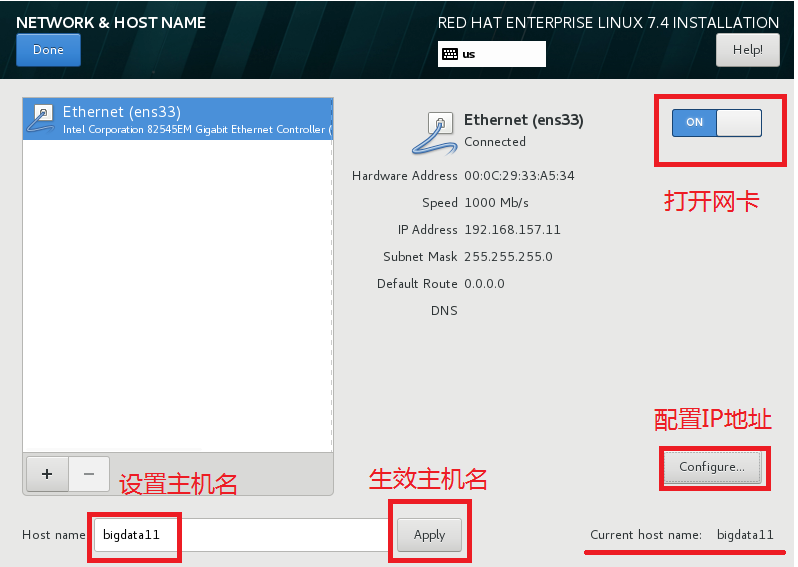 NETWORK & HOST NAME
RED HAT ENTERPRISE LINUX 7.4 INSTALLATION
Done
us
Help!
Ethernet (ens33)
Intel Corporation 82545EM Gigabit Ethernet Controller (
Ethernet (ens33)
Connected
ON
打开网卡
Hardware Address 00:0C:29:33:A5:34
Speed 1000 Mb/s
IP Address 192.168.157.11
Subnet Mask 255.255.255.0
Default Route 0.0.0.0
DNS
配置IP地址
Configure...
+ −
设置主机名
生效主机名
Host name bigdata11
Apply
Current host name: bigdata11